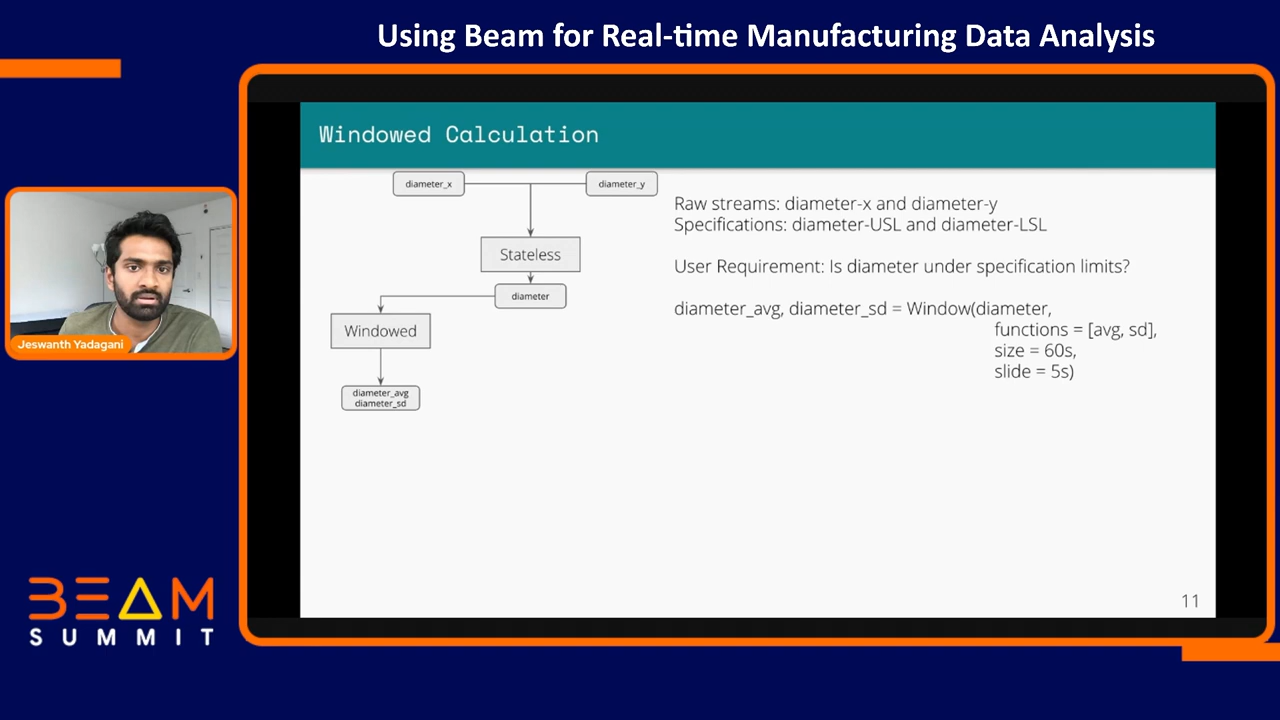 Using Beam for Real-time Manufacturing Data Analysis
Windowed Calculation
diameter_x
diameter_y
Stateless
diameter
Windowed
diameter_avg
diameter_sd
Raw streams: diameter-x and diameter-y
Specifications: diameter-USL and diameter-LSL
User Requirement: Is diameter under specification limits?
diameter_avg, diameter_sd = Window(diameter,
functions = [avg, sd],
size = 60s,
slide = 5s)
11
Jeswanth Yadagani
BEAM
SUMMIT